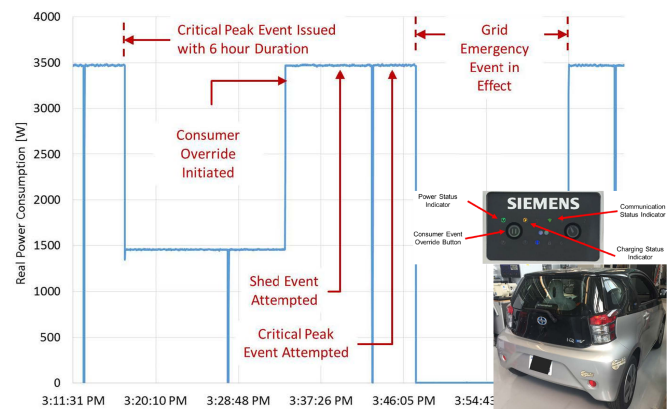 4000
3500
3000
2500
2000
1500
1000
500
0
Real Power Consumption [W]
Critical Peak Event Issued
with 6 hour Duration
Grid
Emergency
Event in
Effect
Consumer
Override
Initiated
Shed Event
Attempted
Critical Peak
Event Attempted
Power Status
Indicator
Consumer Event
Override Button
SIEMENS
Communication
Status Indicator
Charging Status
Indicator
iQ
3:11:31 PM 3:20:10 PM 3:28:48 PM 3:37:26 PM 3:46:05 PM 3:54:43